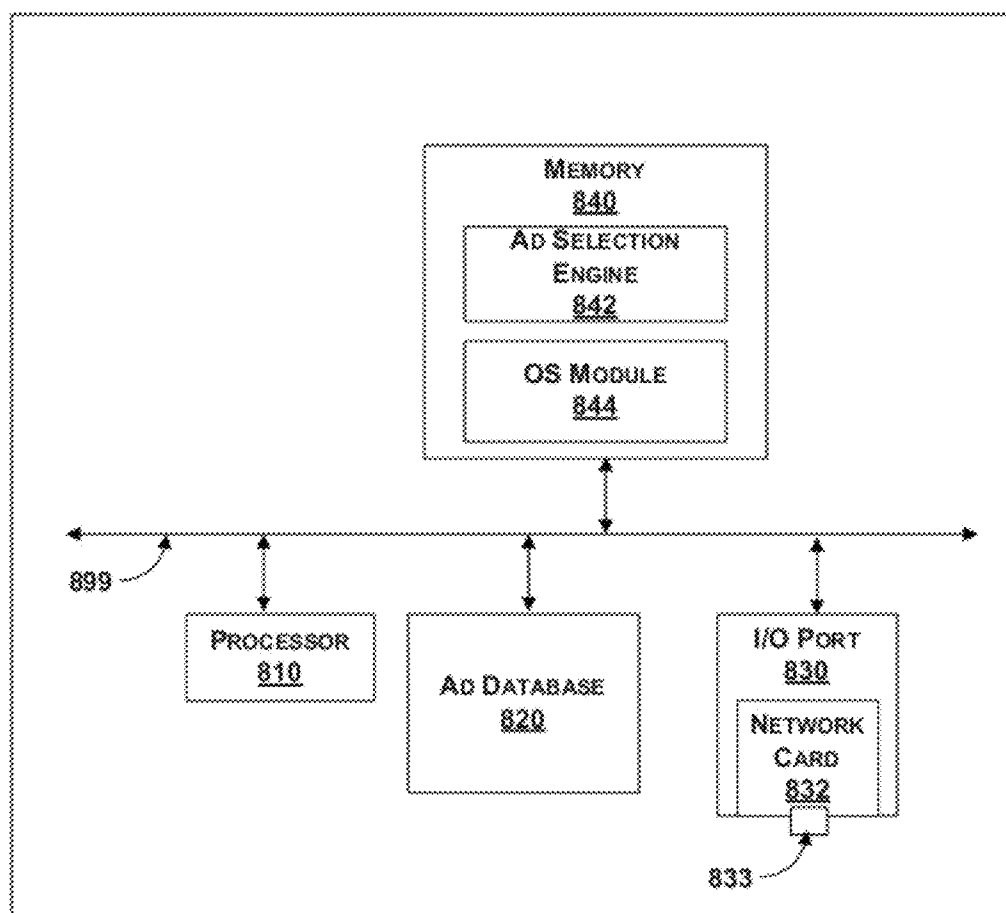 MEMORY
840
AD SELECTION
ENGINE
842
OS MODULE
844
899
PROCESSOR
810
AD DATABASE
820
I/O PORT
830
NETWORK
CARD
832
833